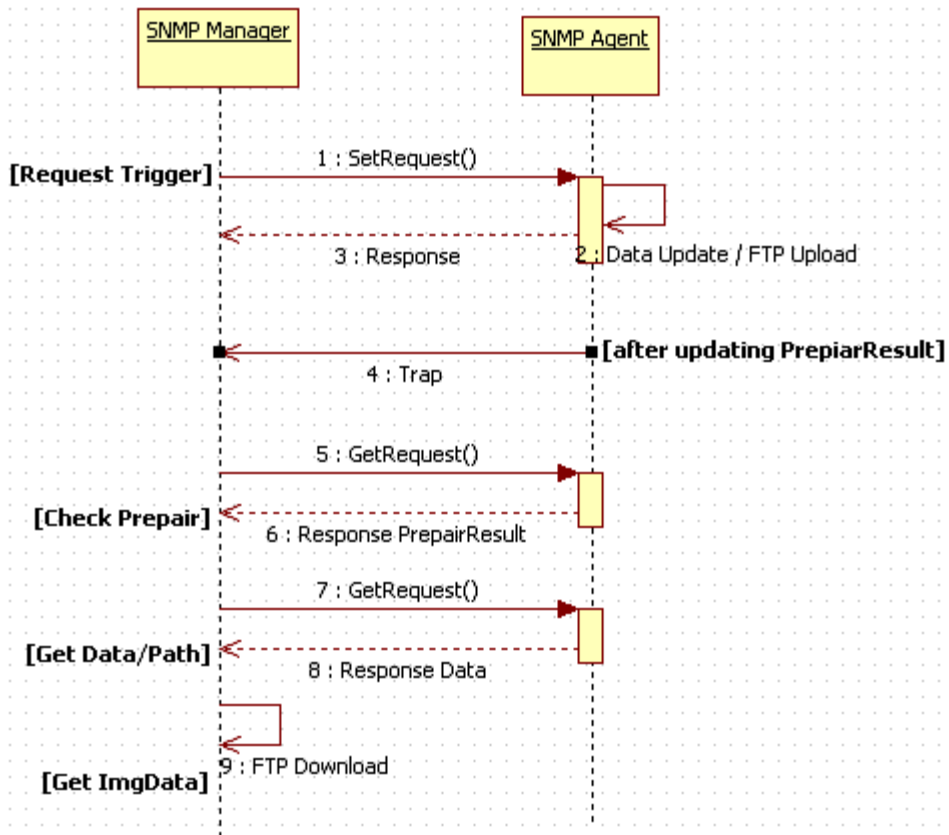 SNMP Manager
SNMP Agent
1 : SetRequest()
[Request Trigger]
2 : Data Update / FTP Upload
3 : Response
[after updating PrepiarResult]
4 : Trap
5 : GetRequest()
[Check Prepair]
6 : Response PrepairResult
7 : GetRequest()
[Get Data/Path]
8 : Response Data
9 : FTP Download
[Get ImgData]